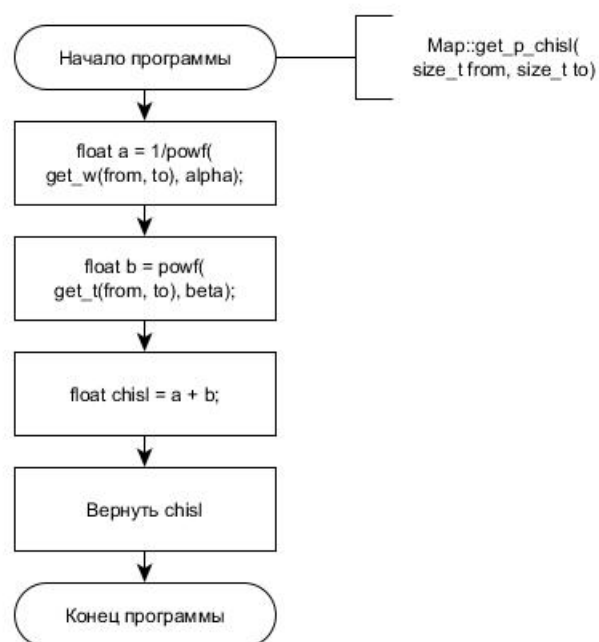 Начало программы
Map::get_p_chisl(
size_t from, size_t to)
float a = 1/powf(
get_w(from, to), alpha);
float b = powf(
get_t(from, to), beta);
float chisl = a + b;
Вернуть chisl
Конец программы